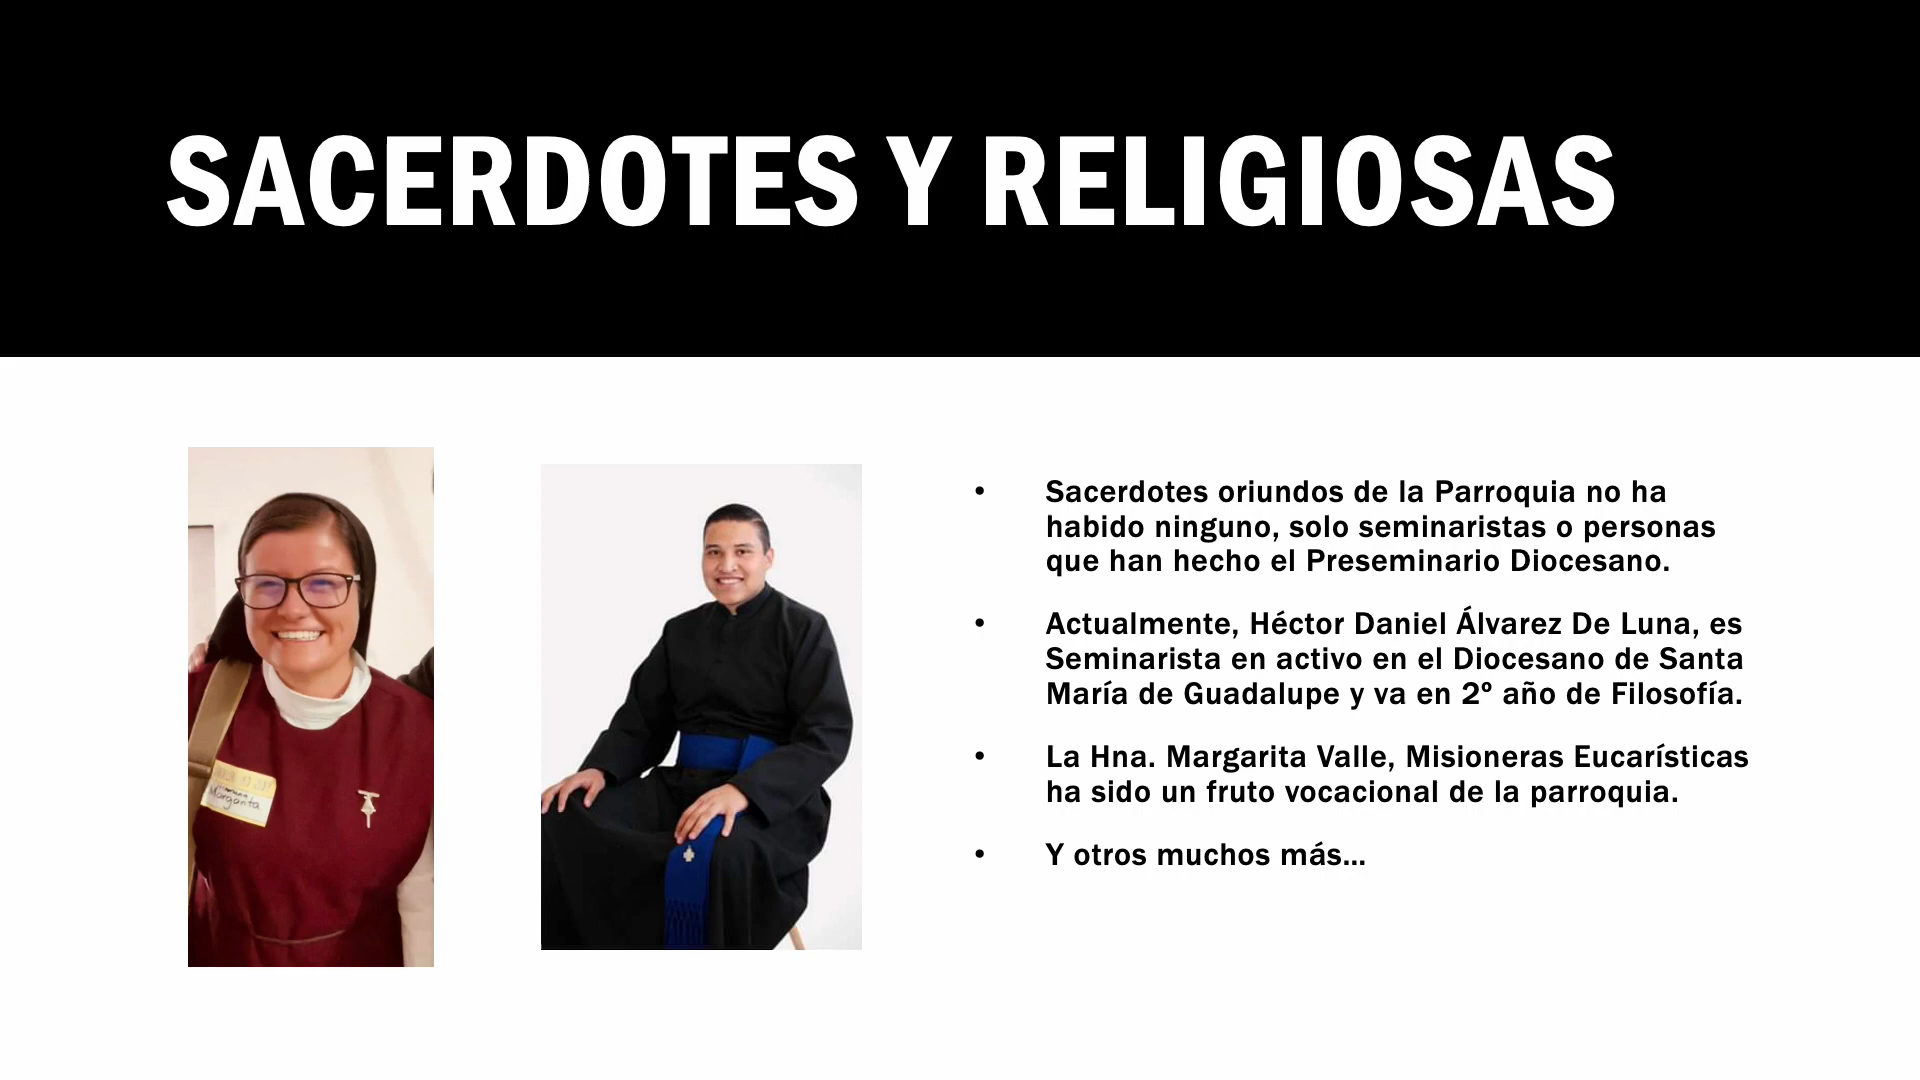 SACERDOTES Y RELIGIOSAS
Margarita
• Sacerdotes oriundos de la Parroquia no ha
habido ninguno, solo seminaristas o personas
que han hecho el Preseminario Diocesano.
• Actualmente, Héctor Daniel Álvarez De Luna, es
Seminarista en activo en el Diocesano de Santa
María de Guadalupe y va en 2º año de Filosofía.
• La Hna. Margarita Valle, Misioneras Eucarísticas
ha sido un fruto vocacional de la parroquia.
• Y otros muchos más…